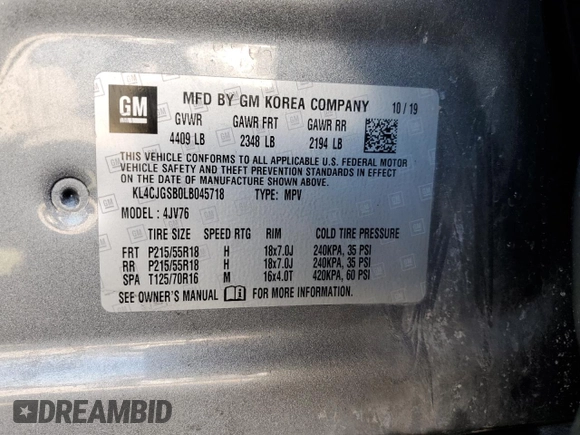 GM
MFD BY GM KOREA COMPANY 10/19
GVWR GAWR FRT GAWR RR
4409 LB 2348 LB 2194 LB
THIS VEHICLE CONFORMS TO ALL APPLICABLE U.S. FEDERAL MOTOR
VEHICLE SAFETY AND THEFT PREVENTION STANDARDS IN EFFECT
ON THE DATE OF MANUFACTURE SHOWN ABOVE.
KL4CJGSB0LB045718 TYPE: MPV
MODEL: 4JV76
TIRE SIZE SPEED RTG RIM COLD TIRE PRESSURE
FRT P215/55R18 H 18x7.0J 240KPA, 35 PSI
RR P215/55R18 H 18x7.0J 240KPA, 35 PSI
SPA T125/70R16 M 16x4.0T 420KPA, 60 PSI
SEE OWNER'S MANUAL FOR MORE INFORMATION.
DREAMBID